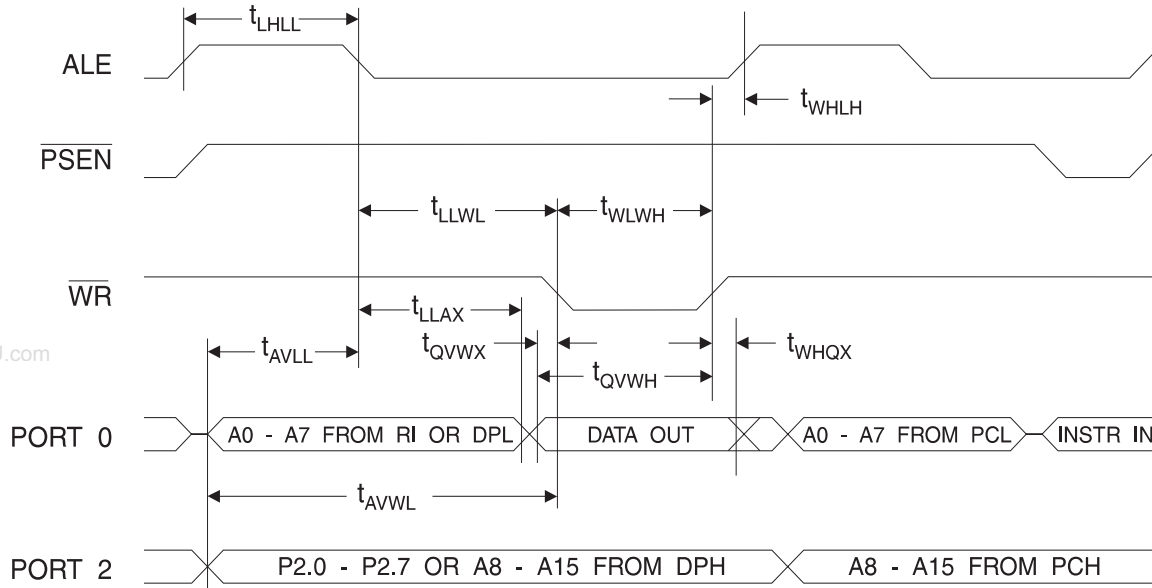 tLHLL
ALE
tWHLH
PSEN
tLLWL
tWLWH
WR
tLLAX
J.com
tAVLL
tQVWX
tWHQX
tQVWH
PORT 0
A0 - A7 FROM RI OR DPL
DATA OUT
A0 - A7 FROM PCL
INSTR IN
tAVWL
PORT 2
P2.0 - P2.7 OR A8 - A15 FROM DPH
A8 - A15 FROM PCH